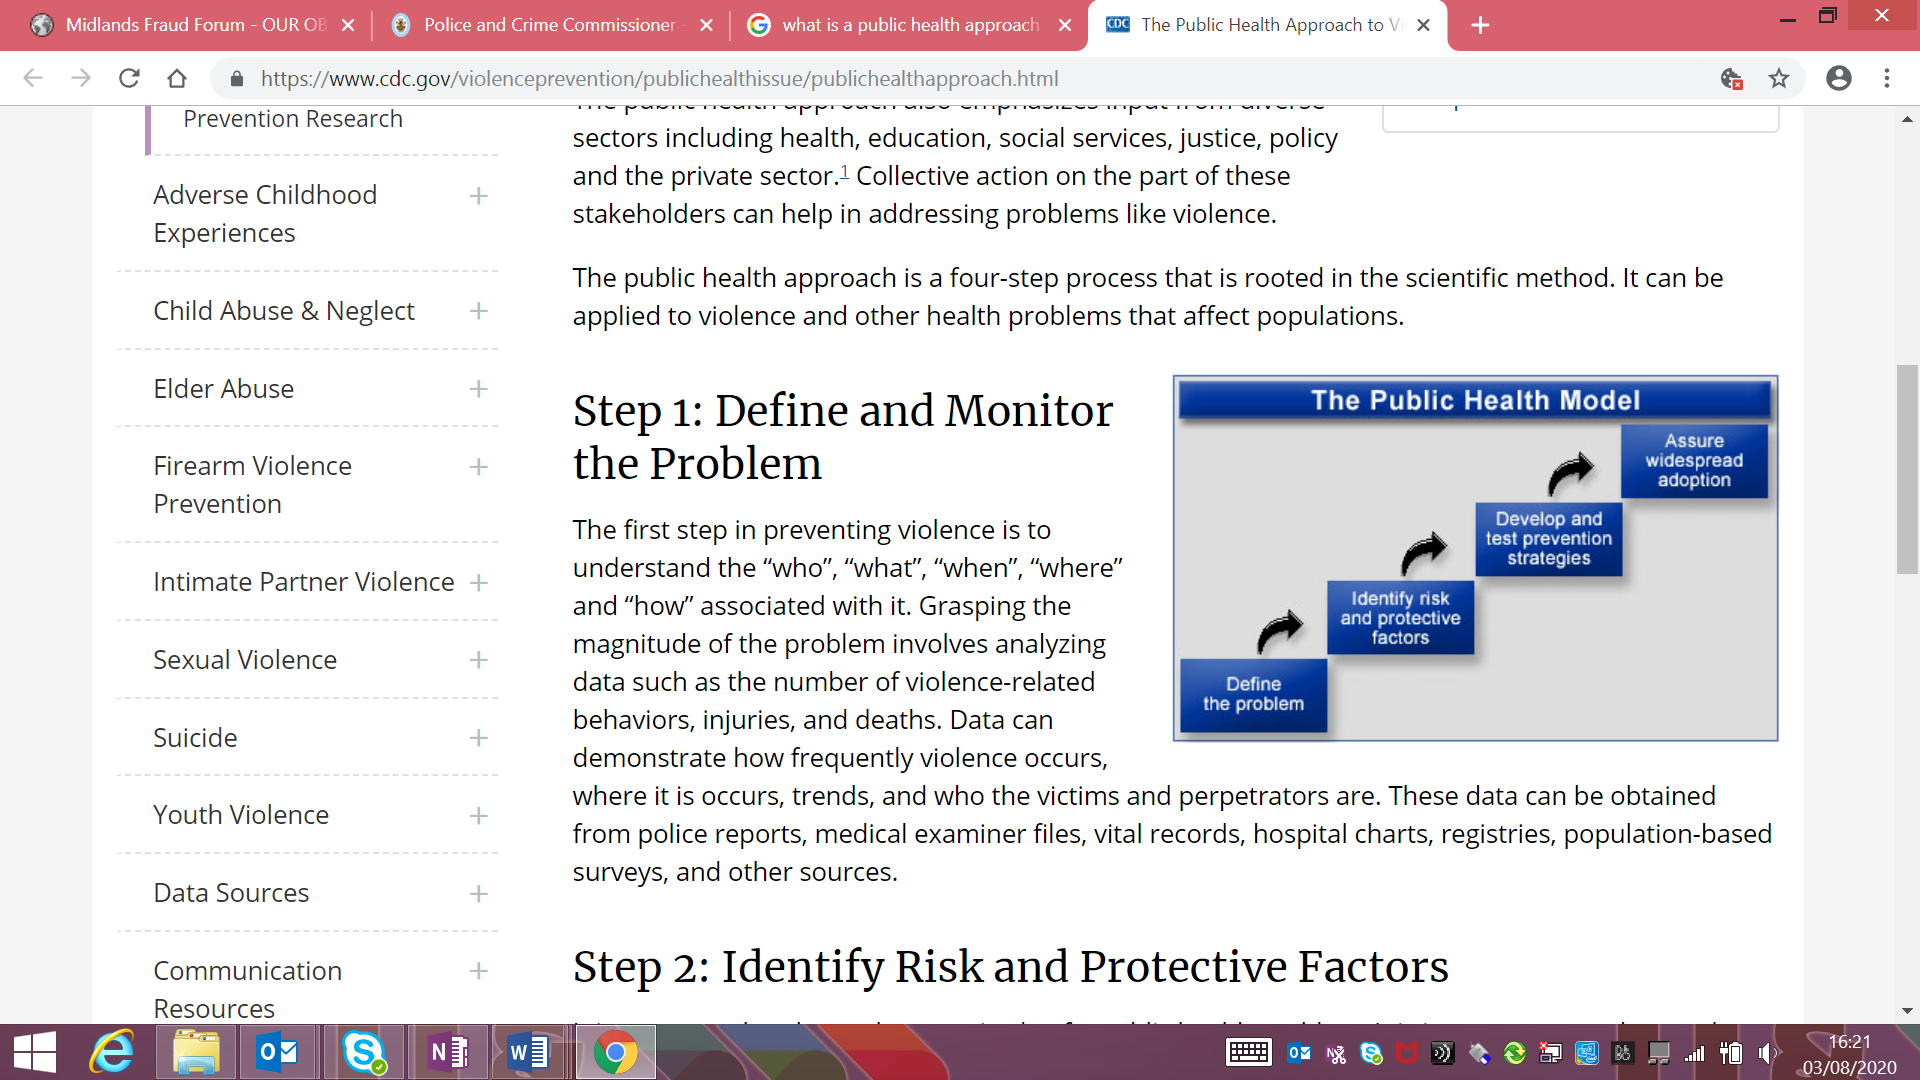 Midlands Fraud Forum - OUR OB
Police and Crime Commissioner
what is a public health approach
CDC
The Public Health Approach to Vi
https://www.cdc.gov/violenceprevention/publichealthissue/publichealthapproach.html
Prevention Research
Adverse Childhood
Experiences
Child Abuse & Neglect
Elder Abuse
Firearm Violence
Prevention
Intimate Partner Violence
Sexual Violence
Suicide
Youth Violence
Data Sources
Communication
Resources
The public health approach also emphasizes input from diverse
sectors including health, education, social services, justice, policy
and the private sector.1 Collective action on the part of these
stakeholders can help in addressing problems like violence.
The public health approach is a four-step process that is rooted in the scientific method. It can be
applied to violence and other health problems that affect populations.
Step 1: Define and Monitor
the Problem
The first step in preventing violence is to
understand the “who”, “what”, “when”, “where”
and “how” associated with it. Grasping the
magnitude of the problem involves analyzing
data such as the number of violence-related
behaviors, injuries, and deaths. Data can
demonstrate how frequently violence occurs,
where it is occurs, trends, and who the victims and perpetrators are. These data can be obtained
from police reports, medical examiner files, vital records, hospital charts, registries, population-based
surveys, and other sources.
The Public Health Model
Assure
widespread
adoption
Develop and
test prevention
strategies
Identify risk
and protective
factors
Define
the problem
Step 2: Identify Risk and Protective Factors
16:21
03/08/2020